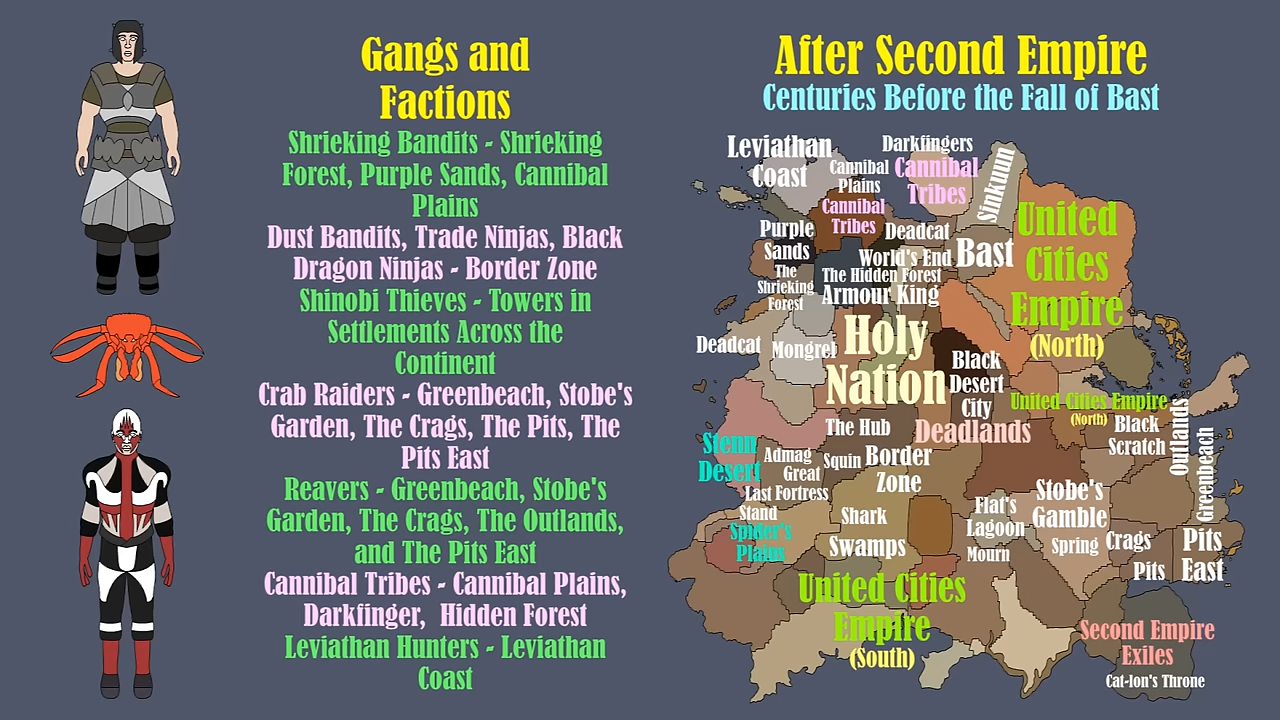 Gangs and
Factions
Shrieking Bandits - Shrieking
Forest, Purple Sands, Cannibal
Plains
Dust Bandits, Trade Ninjas, Black
Dragon Ninjas - Border Zone
Shinobi Thieves - Towers in
Settlements Across the
Continent
Crab Raiders - Greenbeach, Stobe's
Garden, The Crags, The Pits, The
Pits East
Reavers - Greenbeach, Stobe's
Garden, The Crags, The Outlands,
and The Pits East
Cannibal Tribes - Cannibal Plains,
Darkfinger, Hidden Forest
Leviathan Hunters - Leviathan
Coast
After Second Empire
Centuries Before the Fall of Bast
Leviathan
Coast
Darkfingers
Cannibal
Tribes
Cannibal
Plains
Cannibal
Tribes
Sinkuun
United
Cities
Empire
(North)
Purple
Sands
Deadcat
World's End
Bast
The
Shrieking
Forest
The Hidden Forest
Armour King
Holy
Nation
Deadcat
Mongrel
Black
Desert
City
United Cities Empire
(North)
The Hub
Deadlands
Black
Scratch
Outlands
Greenbeach
Stenn
Desert
Admag
Great
Squin
Border
Zone
Last Fortress
Stand
Spider's
Plains
Shark
Swamps
Flat's
Lagoon
Mourn
Stobe's
Gamble
Spring
Crags
Pits
Pits
East
United Cities
Empire
(South)
Second Empire
Exiles
Cat-lon's Throne